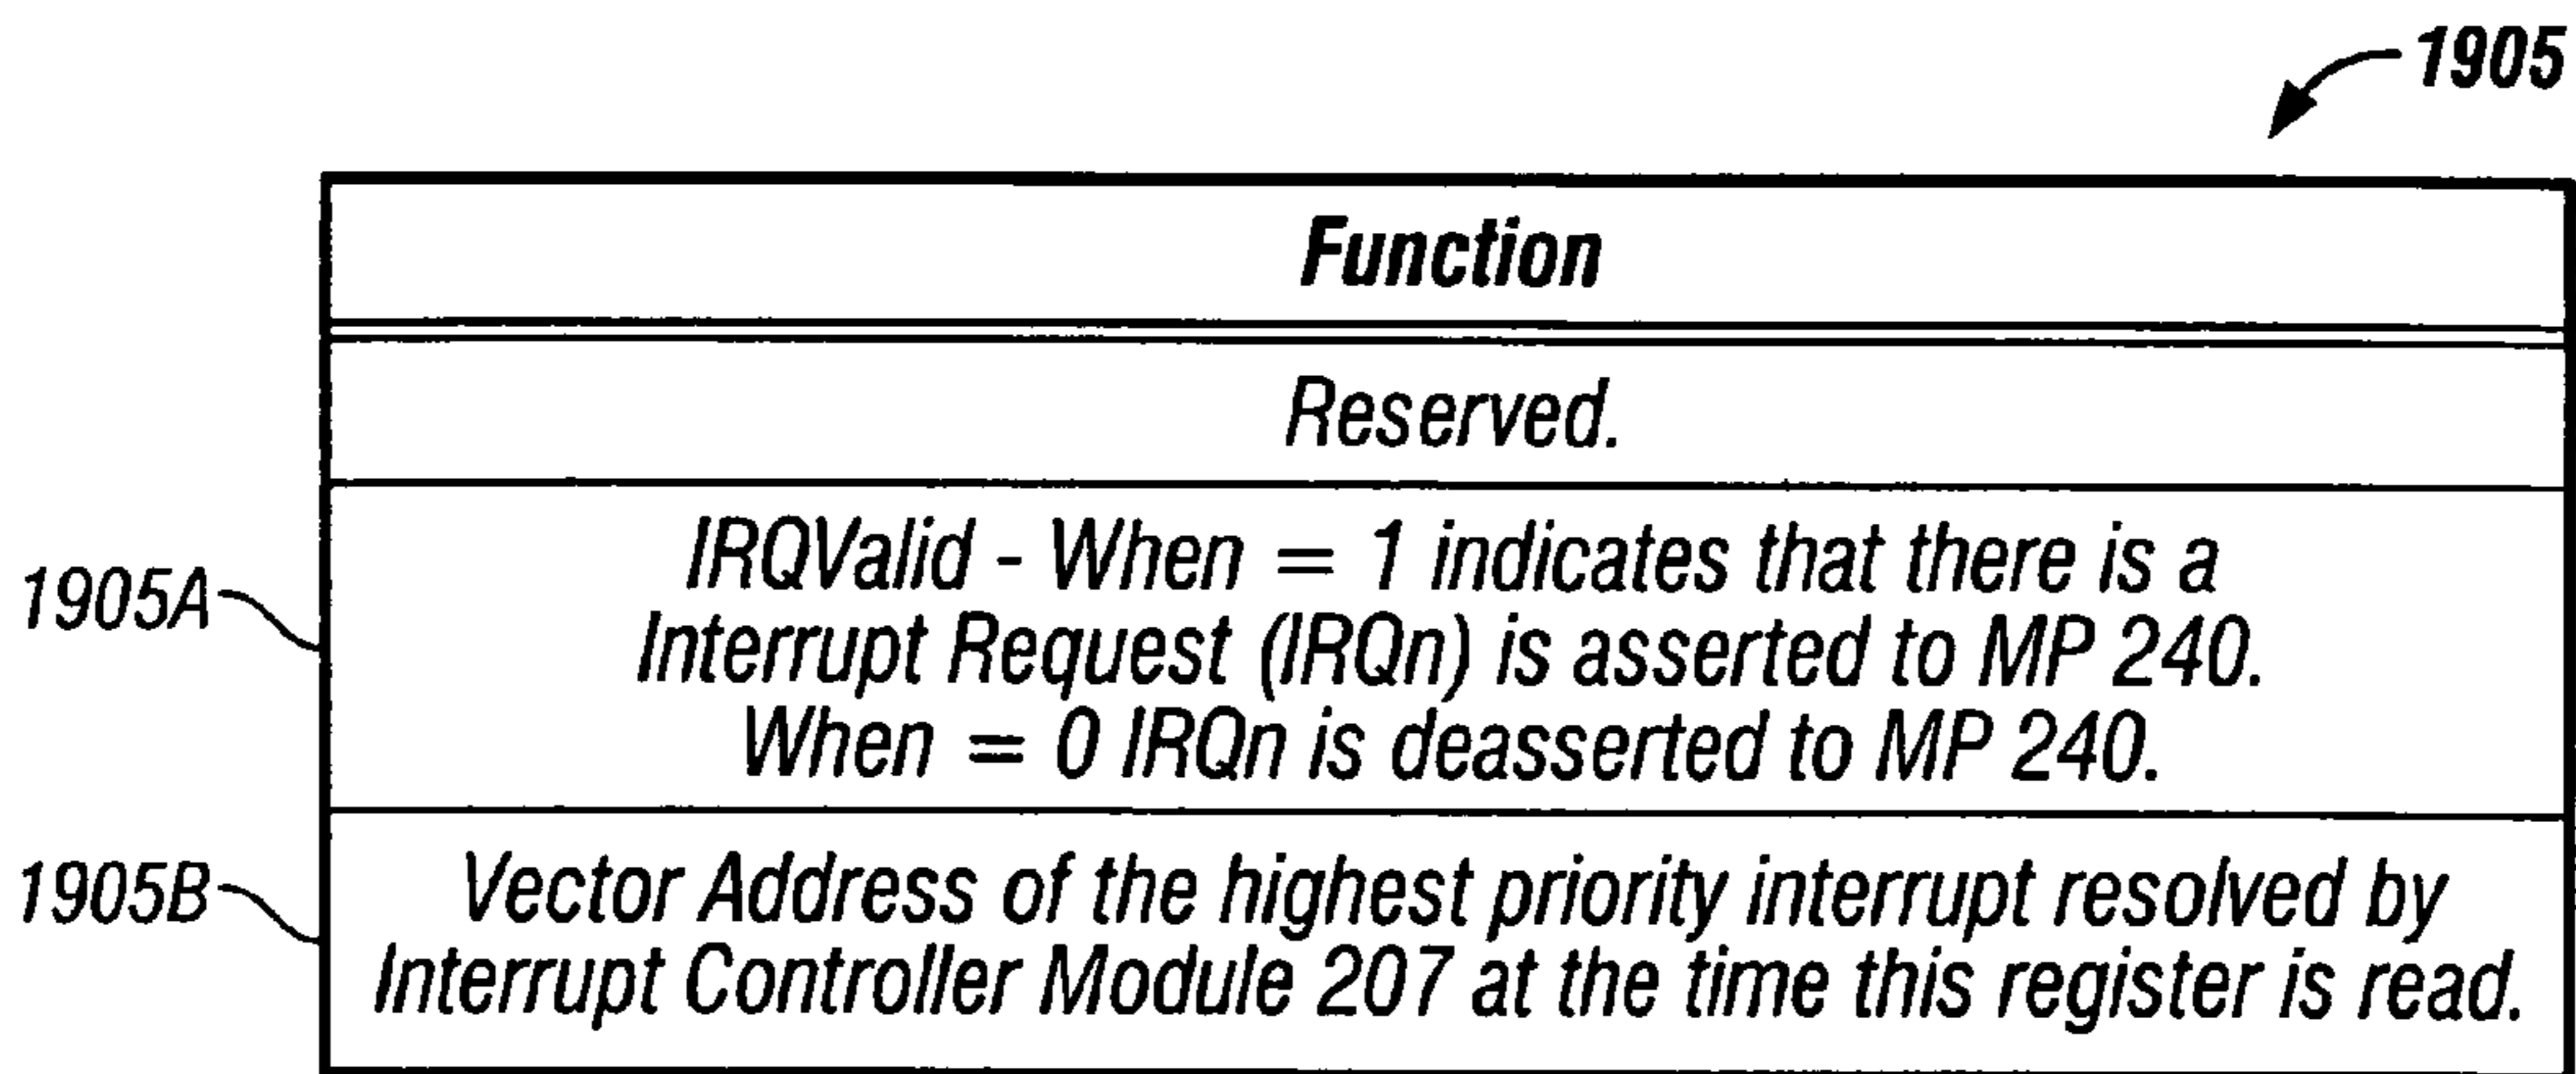 1905
Function
Reserved.
IRQValid - When = 1 indicates that there is a
Interrupt Request (IRQn) is asserted to MP 240.
When = 0 IRQn is deasserted to MP 240.
1905A
Vector Address of the highest priority interrupt resolved by
Interrupt Controller Module 207 at the time this register is read.
1905B